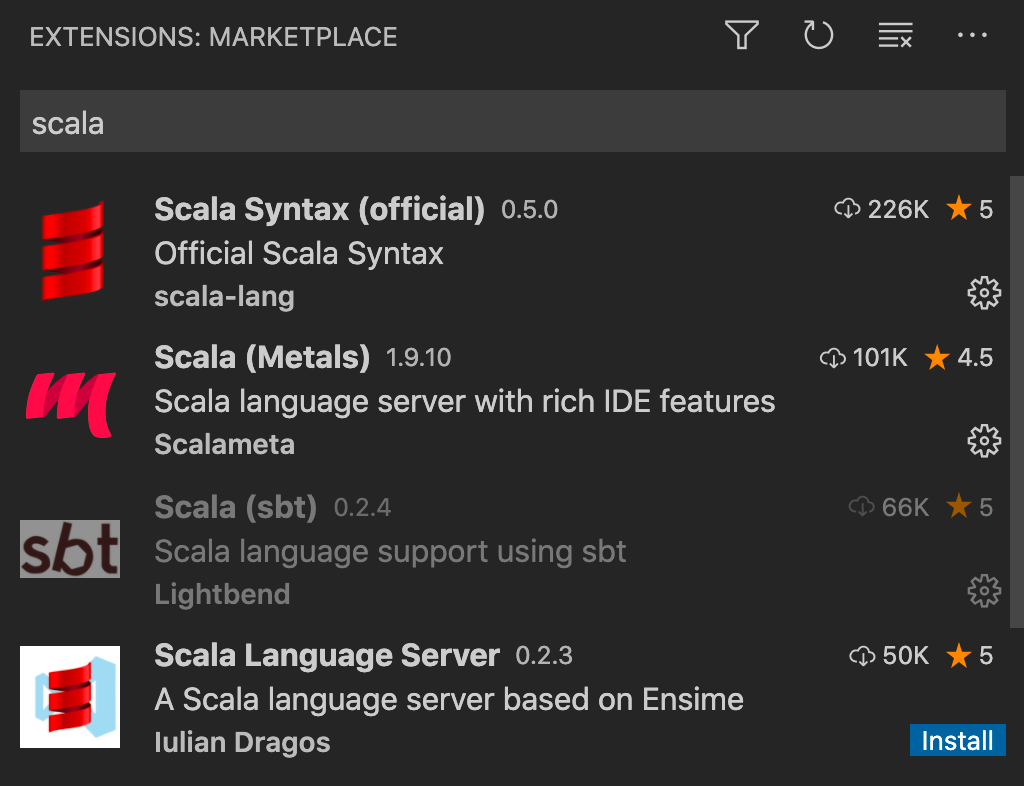 EXTENSIONS: MARKETPLACE
scala
Scala Syntax (official) 0.5.0 226K 5
Official Scala Syntax
scala-lang
Scala (Metals) 1.9.10 101K 4.5
Scala language server with rich IDE features
Scalameta
Scala (sbt) 0.2.4 66K 5
sbt
Scala language support using sbt
Lightbend
Scala Language Server 0.2.3 50K 5
A Scala language server based on Ensime
Iulian Dragos
Install